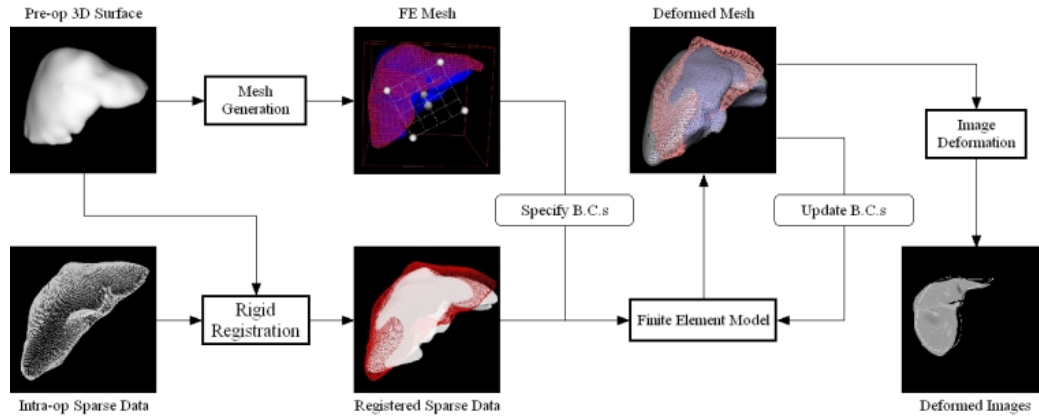 Pre-op 3D Surface
FE Mesh
Deformed Mesh
Mesh
Generation
Image
Deformation
Specify B.C.s
Update B.C.s
Rigid
Registration
Finite Element Model
Intra-op Sparse Data
Registered Sparse Data
Deformed Images